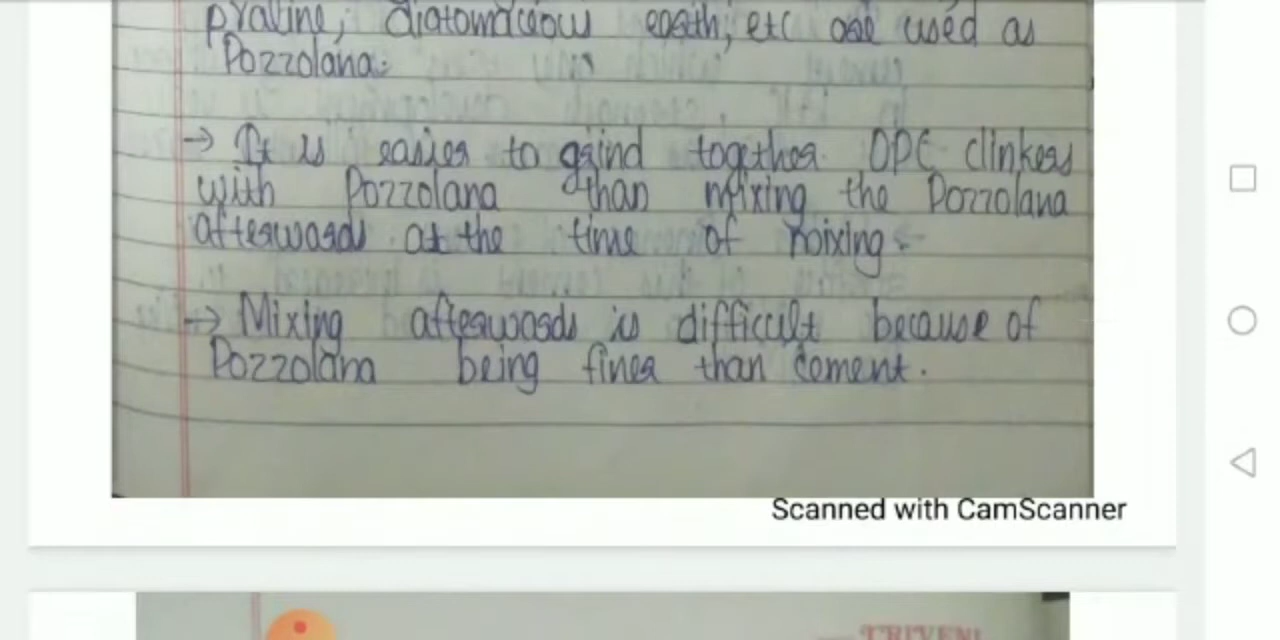 praline, diatomaceous earth, etc are used as
Pozzolana.
→ It is easier to grind together OPC clinkers
with Pozzolana than mixing the Pozzolana
afterwards at the time of mixing.
→ Mixing afterwards is difficult because of
Pozzolana being finer than cement.
Scanned with CamScanner
TRIVENI